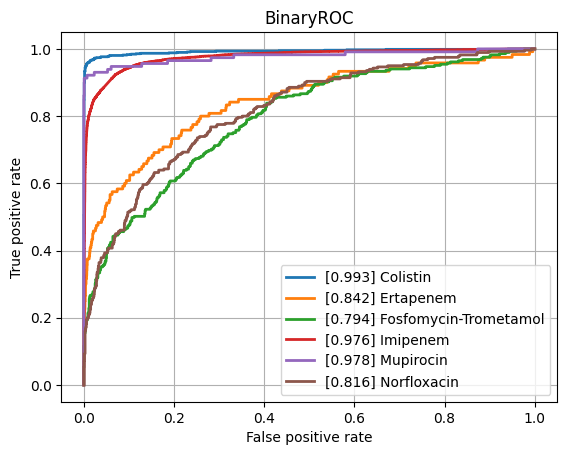 BinaryROC
1.0
0.8
0.6
0.4
0.2
0.0
True positive rate
[0.993] Colistin
[0.842] Ertapenem
[0.794] Fosfomycin-Trometamol
[0.976] Imipenem
[0.978] Mupirocin
[0.816] Norfloxacin
0.0 0.2 0.4 0.6 0.8 1.0
False positive rate